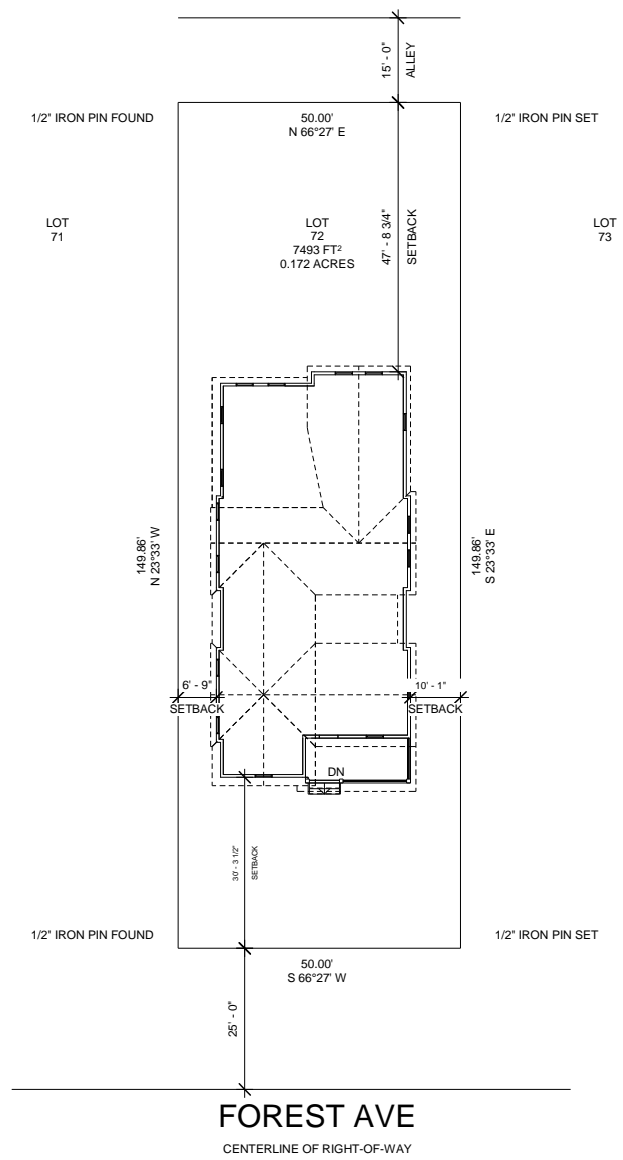 15' - 0"
ALLEY
1/2" IRON PIN FOUND
50.00'
N 66°27' E
1/2" IRON PIN SET
LOT
71
LOT
72
7493 FT²
0.172 ACRES
47' - 8 3/4"
SETBACK
LOT
73
149.86'
N 23°33' W
149.86'
S 23°33' E
6' - 9"
SETBACK
10' - 1"
SETBACK
DN
30' - 3 1/2"
SETBACK
1/2" IRON PIN FOUND
50.00'
S 66°27' W
1/2" IRON PIN SET
25' - 0"
FOREST AVE
CENTERLINE OF RIGHT-OF-WAY